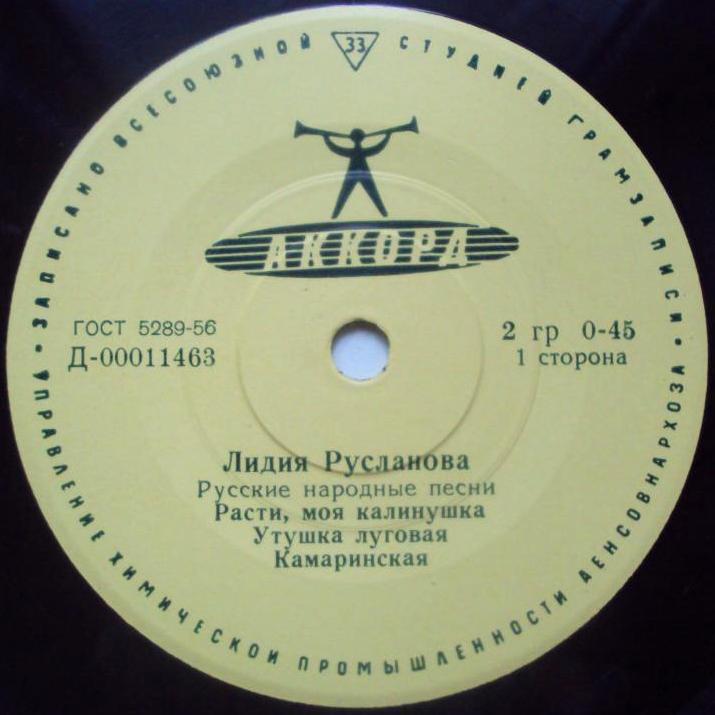 ЗАПИСАНО ВСЕСОЮЗНОЙ 33 СТУДИЕЙ ГРАМЗАПИСИ
АККОРД
ГОСТ 5289-56
Д-00011463
2 гр 0-45
1 сторона
Лидия Русланова
Русские народные песни
Расти, моя калинушка
Утушка луговая
Камаринская
УПРАВЛЕНИЕ ХИМИЧЕСКОЙ ПРОМЫШЛЕННОСТИ ЛЕНСОВНАРХОЗА